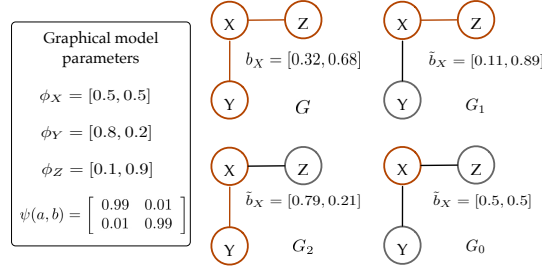 Graphical model
parameters
ϕ_X = [0.5, 0.5]
ϕ_Y = [0.8, 0.2]
ϕ_Z = [0.1, 0.9]
ψ(a, b) = [ 0.99 0.01
0.01 0.99 ]
X Z
b_X = [0.32, 0.68]
Y G
X Z
b̃_X = [0.11, 0.89]
Y G_1
X Z
b̃_X = [0.79, 0.21]
Y G_2
X Z
b̃_X = [0.5, 0.5]
Y G_0